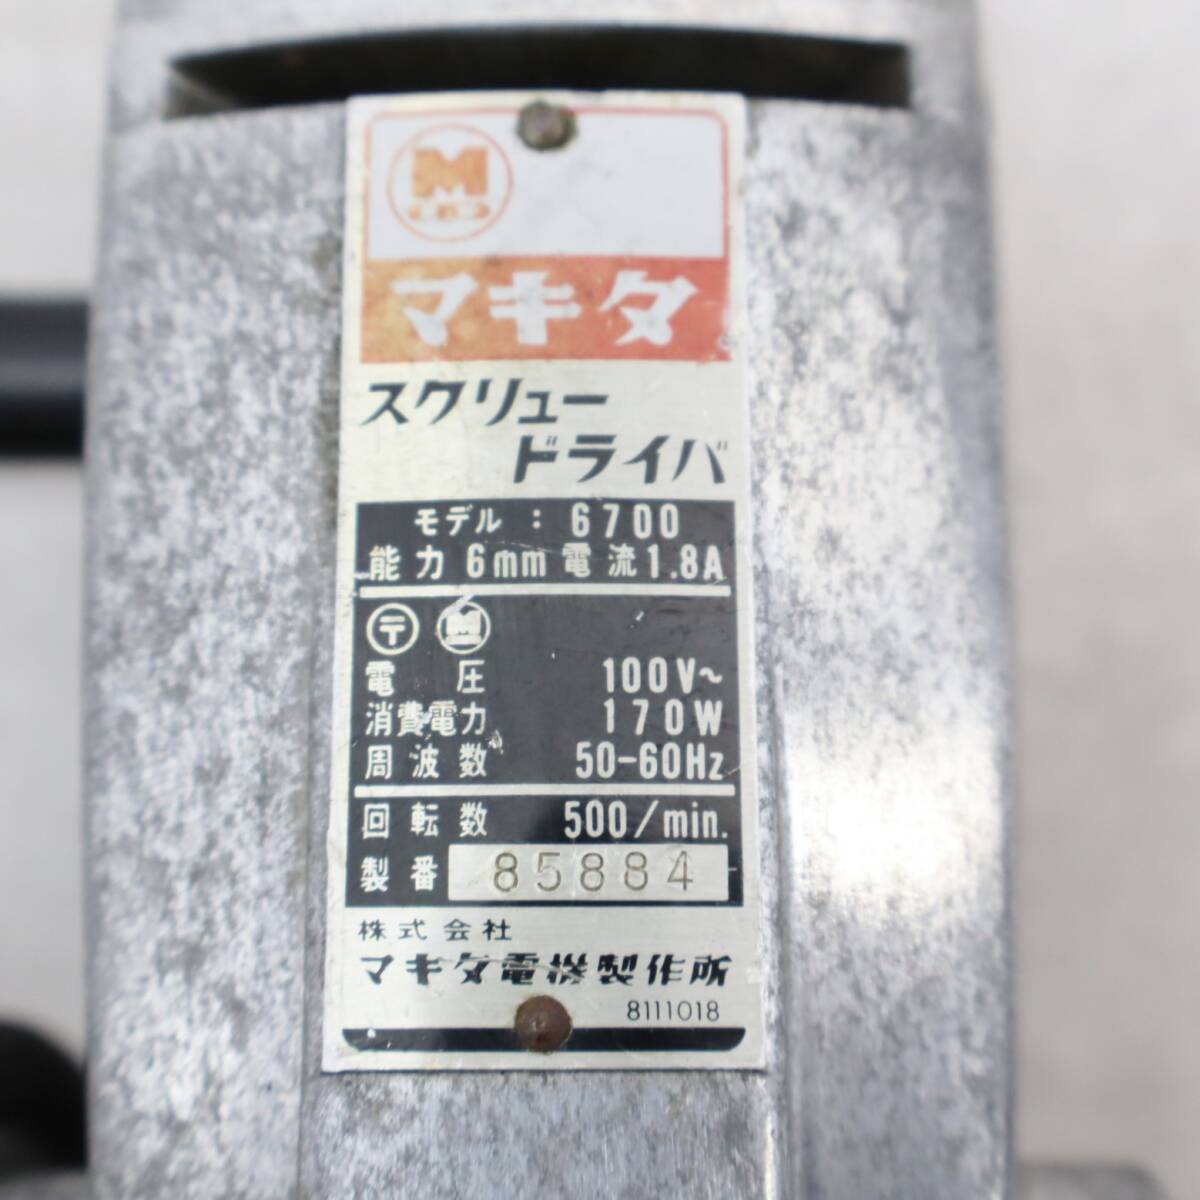 M
マキタ
スクリュー
ドライバ
モデル : 6700
能力 6mm 電流 1.8A
〒 M
電圧 100V~
消費電力 170W
周波数 50-60Hz
回転数 500/min.
製番 85884
株式会社
マキタ電機製作所
8111018